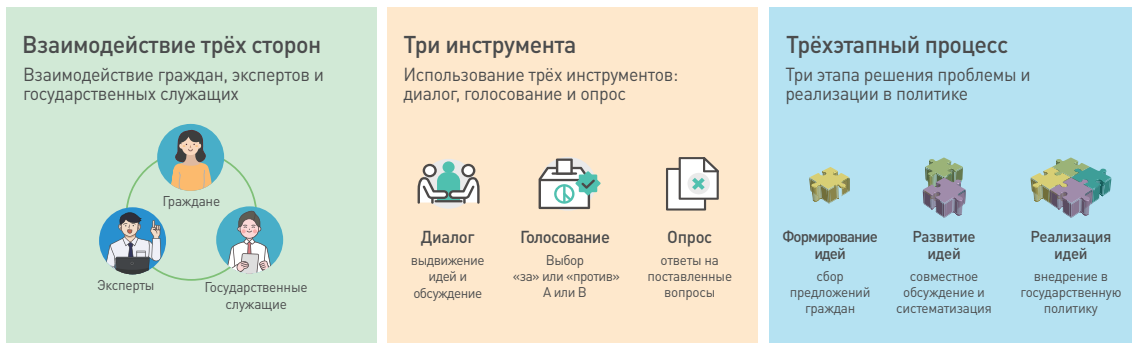 Взаимодействие трёх сторон
Взаимодействие граждан, экспертов и
государственных служащих
Граждане
Эксперты
Государственные
служащие
Три инструмента
Использование трёх инструментов:
диалог, голосование и опрос
Диалог
выдвижение
идей и
обсуждение
Голосование
Выбор
«за» или «против»
А или В
Опрос
ответы на
поставленные
вопросы
Трёхэтапный процесс
Три этапа решения проблемы и
реализации в политике
Формирование
идей
сбор
предложений
граждан
Развитие
идей
совместное
обсуждение и
систематизация
Реализация
идей
внедрение в
государственную
политику